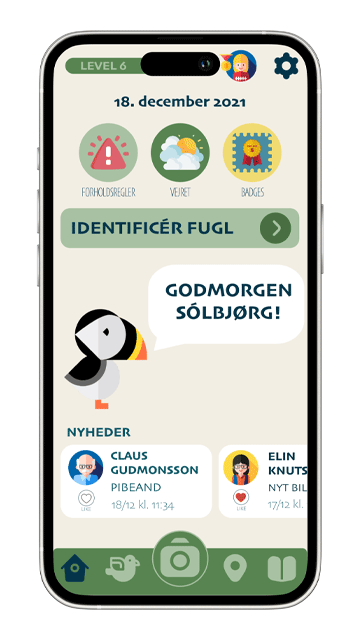 LEVEL 6
18. december 2021
FORHOLDSREGLER
VEJRET
BADGES
IDENTIFICÉR FUGL
GODMORGEN
SÓLBJØRG!
NYHEDER
CLAUS
GUDMONSSON
PIBEAND
18/12 kl. 11:34
LIKE
ELIN
KNUTS
NYT BIL
17/12 kl.
LIKE